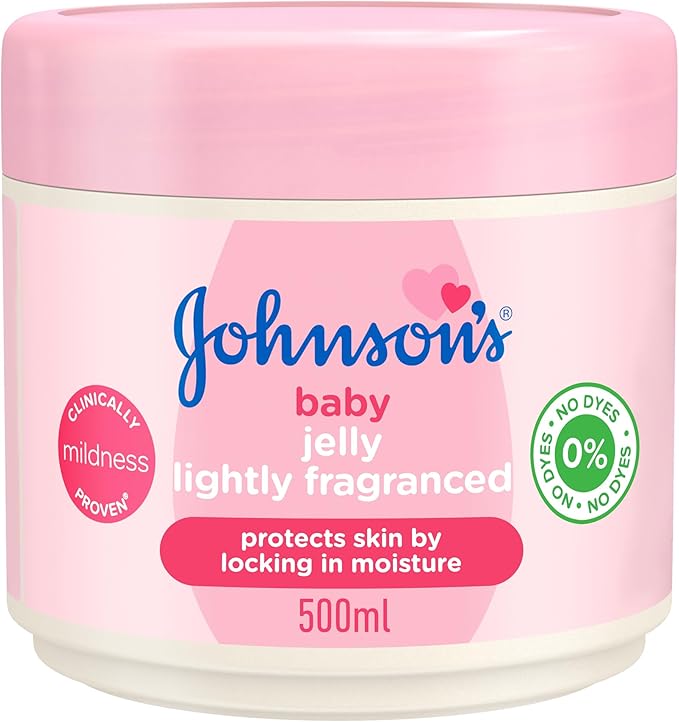 Johnson's®
baby
jelly
lightly fragranced
CLINICALLY
mildness
PROVEN®
NO DYES • NO DYES • NO DYES •
0%
protects skin by
locking in moisture
500ml